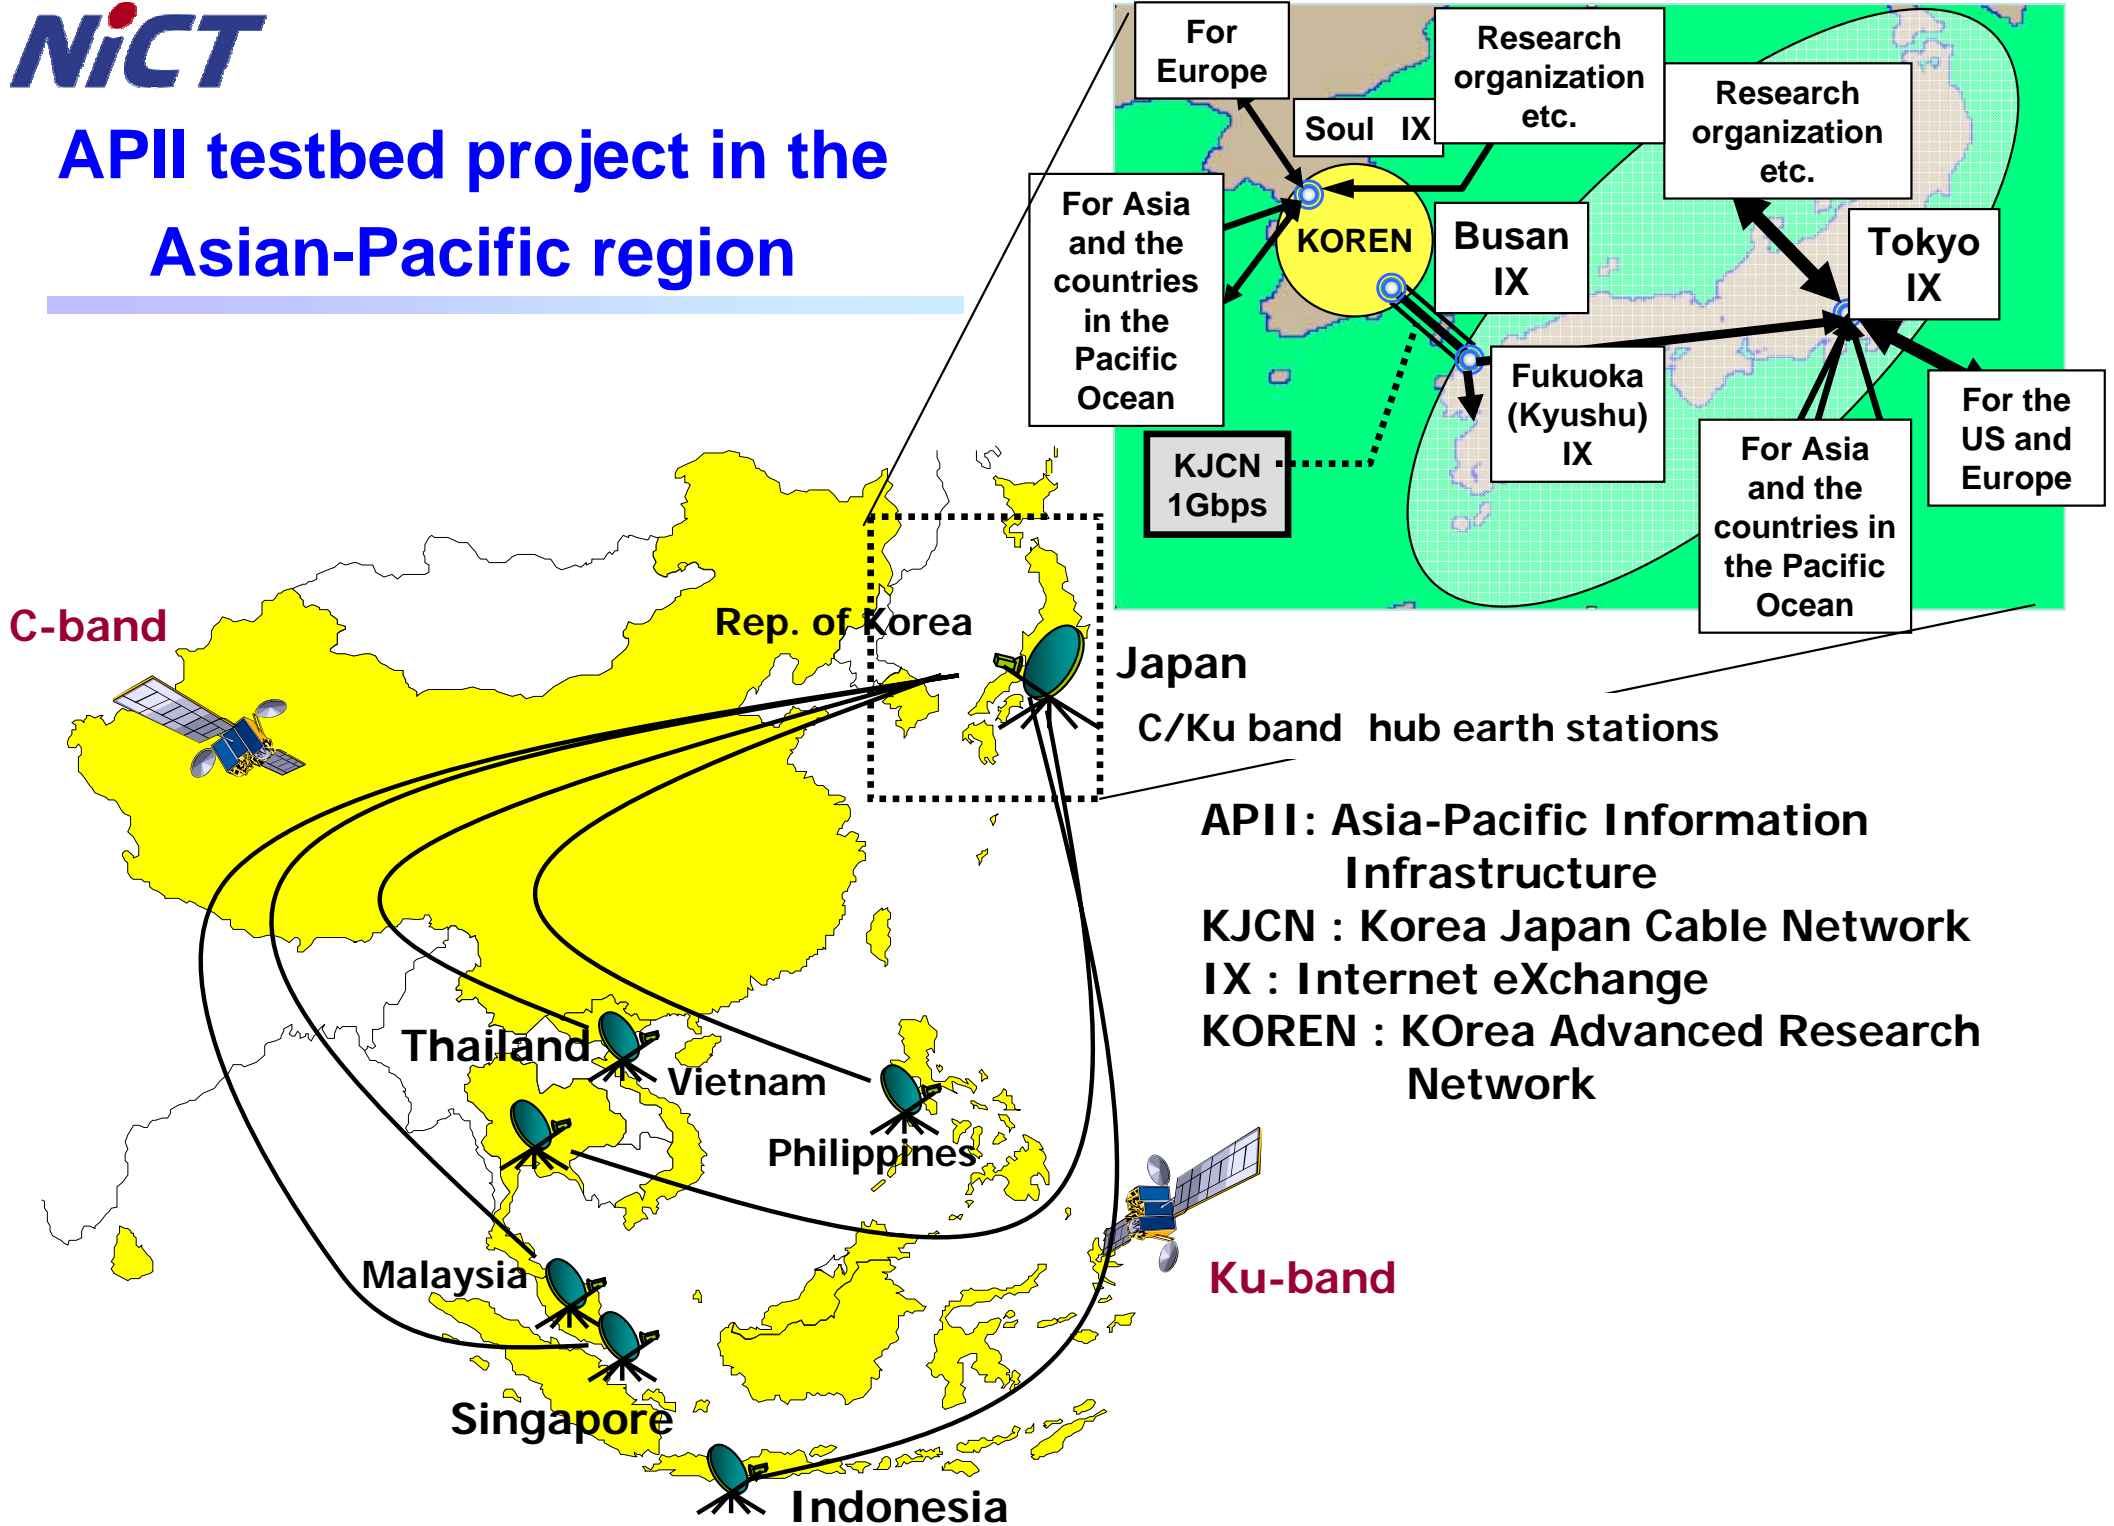 NiCT
APII testbed project in the
Asian-Pacific region
For
Europe
Soul IX
Research
organization
etc.
Research
organization
etc.
For Asia
and the
countries
in the
Pacific
Ocean
KOREN
Busan
IX
Tokyo
IX
Fukuoka
(Kyushu)
IX
KJCN
1Gbps
For Asia
and the
countries in
the Pacific
Ocean
For the
US and
Europe
C-band
Rep. of Korea
Japan
C/Ku band hub earth stations
APII: Asia-Pacific Information
Infrastructure
KJCN : Korea Japan Cable Network
IX : Internet eXchange
KOREN : KOrea Advanced Research
Network
Thailand
Vietnam
Philippines
Malaysia
Ku-band
Singapore
Indonesia